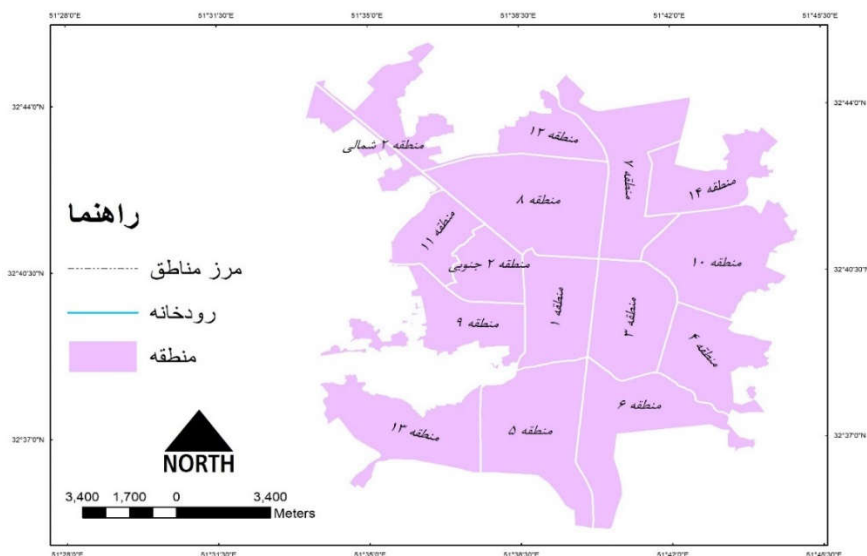 51°28'0"E 51°31'30"E 51°35'0"E 51°38'30"E 51°42'0"E 51°45'30"E
32°44'0"N 32°44'0"N
منطقه ۱۲
منطقه ۲ شمالی
منطقه ۷
منطقه ۱۴
منطقه ۸
راهنما
منطقه ۱۱
مرز مناطق
منطقه ۲ جنوبی
منطقه ۱۰
32°40'30"N 32°40'30"N
رودخانه
منطقه ۹
منطقه ۱
منطقه ۳
منطقه ۴
منطقه
منطقه ۶
منطقه ۱۳
منطقه ۵
32°37'0"N 32°37'0"N
NORTH
3,400 1,700 0 3,400
Meters
51°28'0"E 51°31'30"E 51°35'0"E 51°38'30"E 51°42'0"E 51°45'30"E